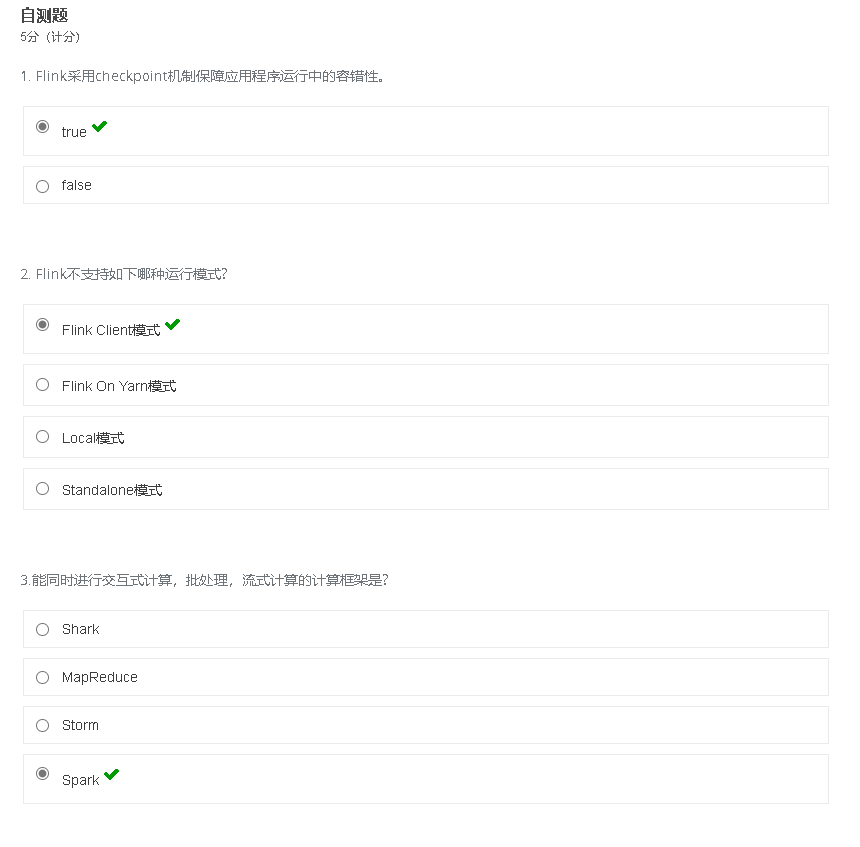 自测题
5分（计分）
1. Flink采用checkpoint机制保障应用程序运行中的容错性。
true
false
2. Flink不支持如下哪种运行模式?
Flink Client模式
Flink On Yarn模式
Local模式
Standalone模式
3.能同时进行交互式计算，批处理，流式计算的计算框架是?
Shark
MapReduce
Storm
Spark